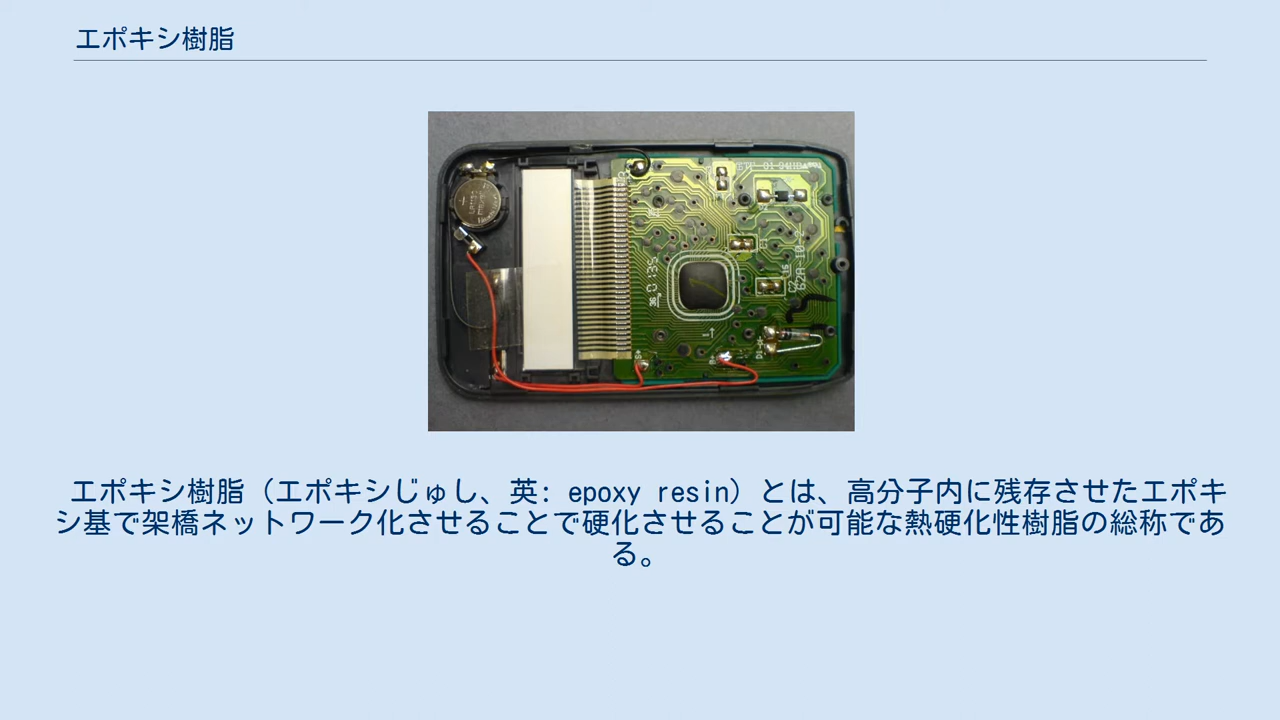 エポキシ樹脂
62A-10-2
エポキシ樹脂（エポキシじゅし、英: epoxy resin）とは、高分子内に残存させたエポキ
シ基で架橋ネットワーク化させることで硬化させることが可能な熱硬化性樹脂の総称であ
る。